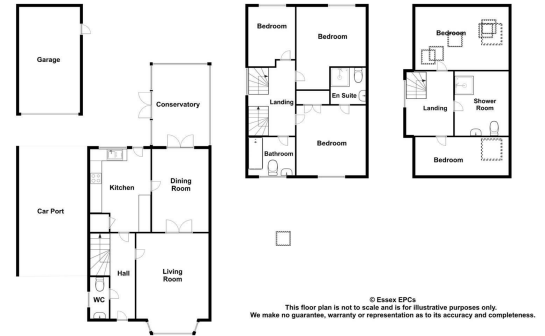 Garage
Conservatory
Kitchen
Dining
Room
Car Port
Hall
Living
Room
WC
Bedroom
Bedroom
En Suite
Landing
Bathroom
Bedroom
Bedroom
Landing
Shower
Room
Bedroom
© Essex EPCs
This floor plan is not to scale and is for illustrative purposes only.
We make no guarantee, warranty or representation as to its accuracy and completeness.